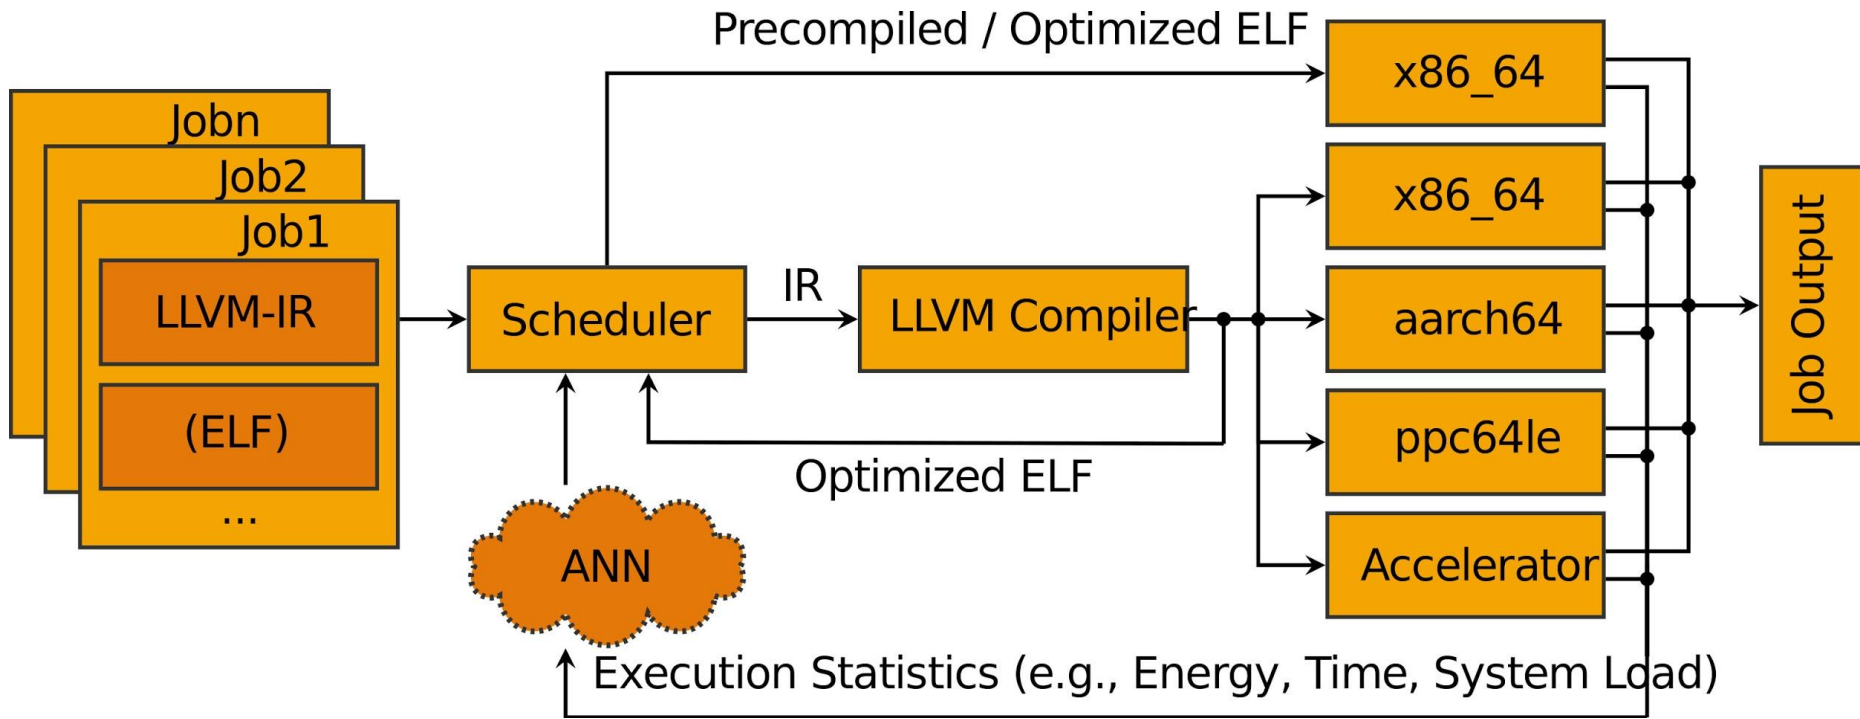 Precompiled / Optimized ELF
x86_64
Jobn
Job2
x86_64
Job1
LLVM-IR
Scheduler
IR
LLVM Compiler
aarch64
Job Output
(ELF)
ppc64le
Optimized ELF
...
ANN
Accelerator
Execution Statistics (e.g., Energy, Time, System Load)